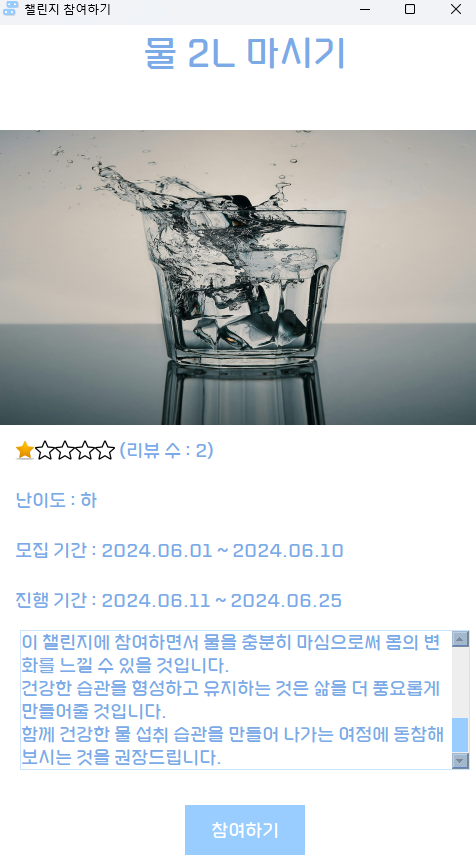 챌린지 참여하기
물 2L 마시기
(리뷰 수 : 2)
난이도 : 하
모집 기간 : 2024.06.01 ~ 2024.06.10
진행 기간 : 2024.06.11 ~ 2024.06.25
이 챌린지에 참여하면서 물을 충분히 마심으로써 몸의 변
화를 느낄 수 있을 것입니다.
건강한 습관을 형성하고 유지하는 것은 삶을 더 풍요롭게
만들어줄 것입니다.
함께 건강한 물 섭취 습관을 만들어 나가는 여정에 동참해
보시는 것을 권장드립니다.
참여하기